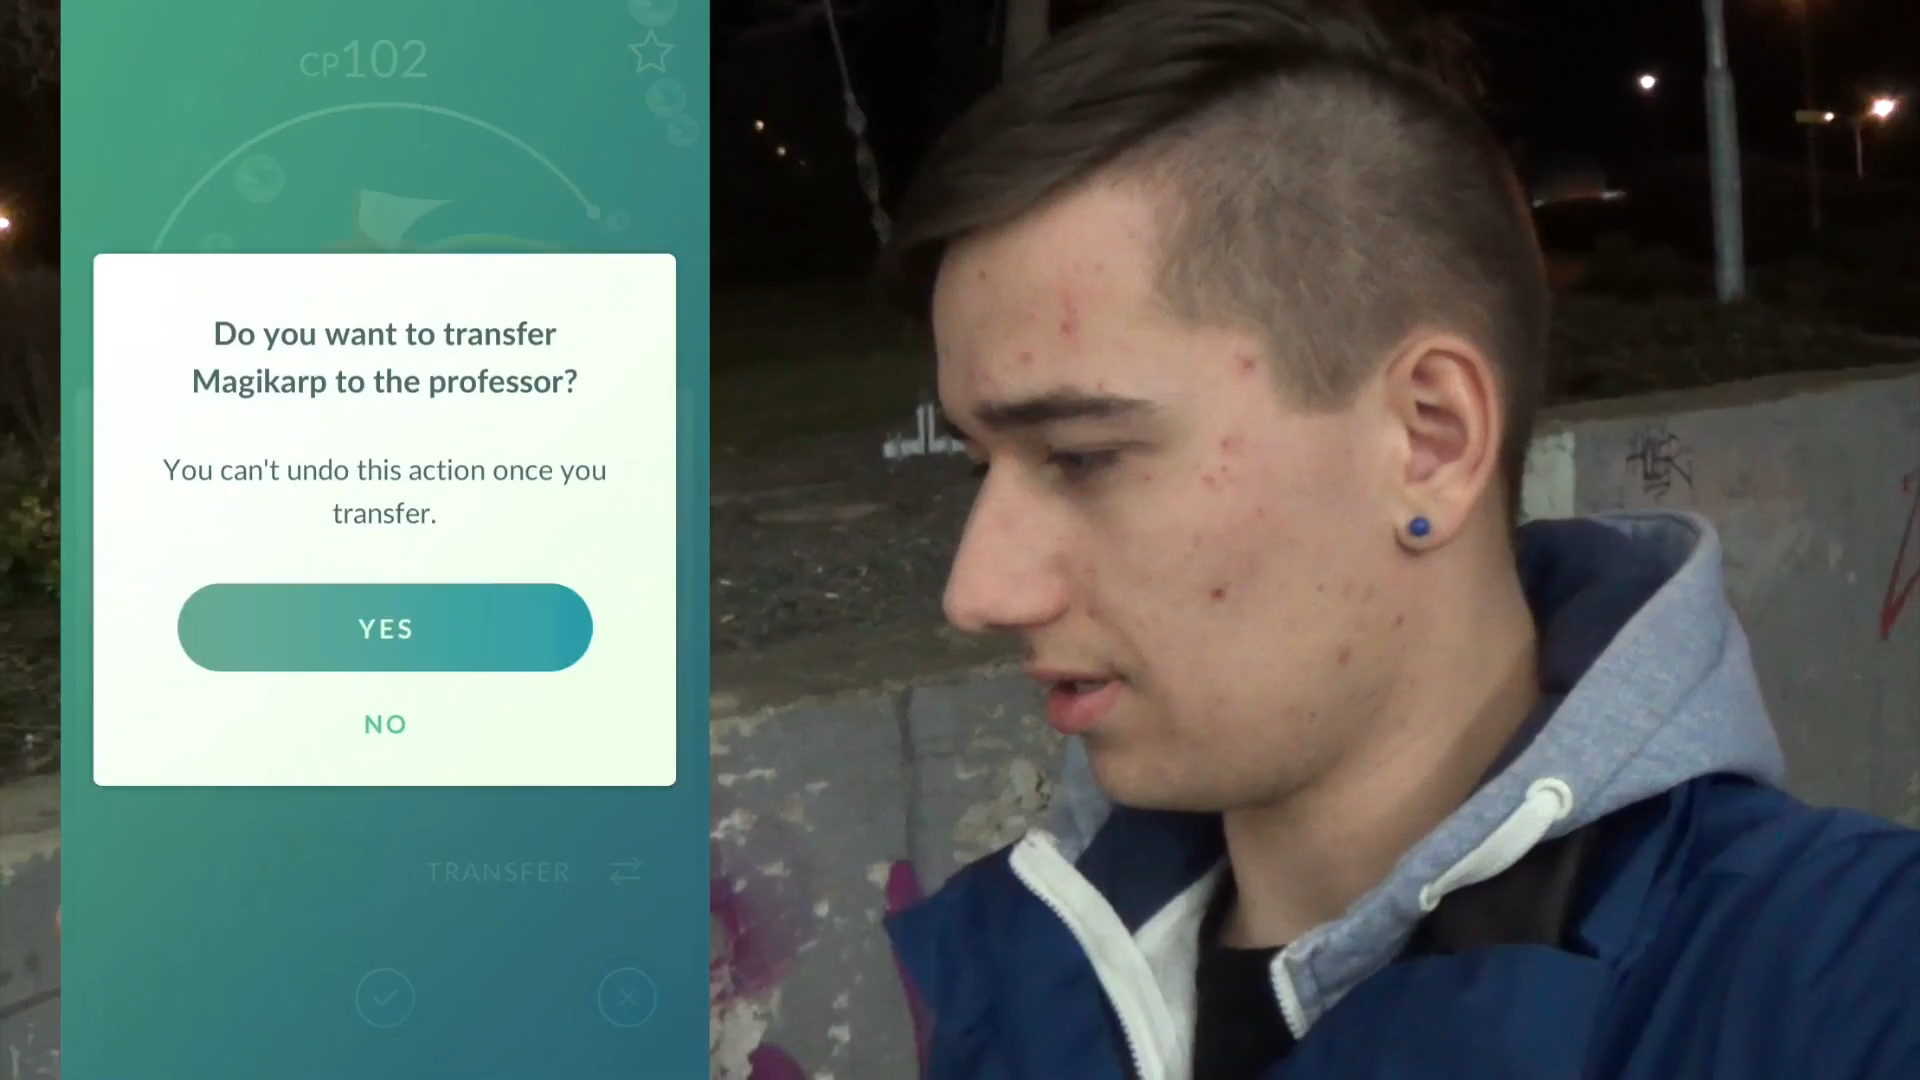 CP102
Do you want to transfer
Magikarp to the professor?
You can't undo this action once you
transfer.
YES
NO
TRANSFER